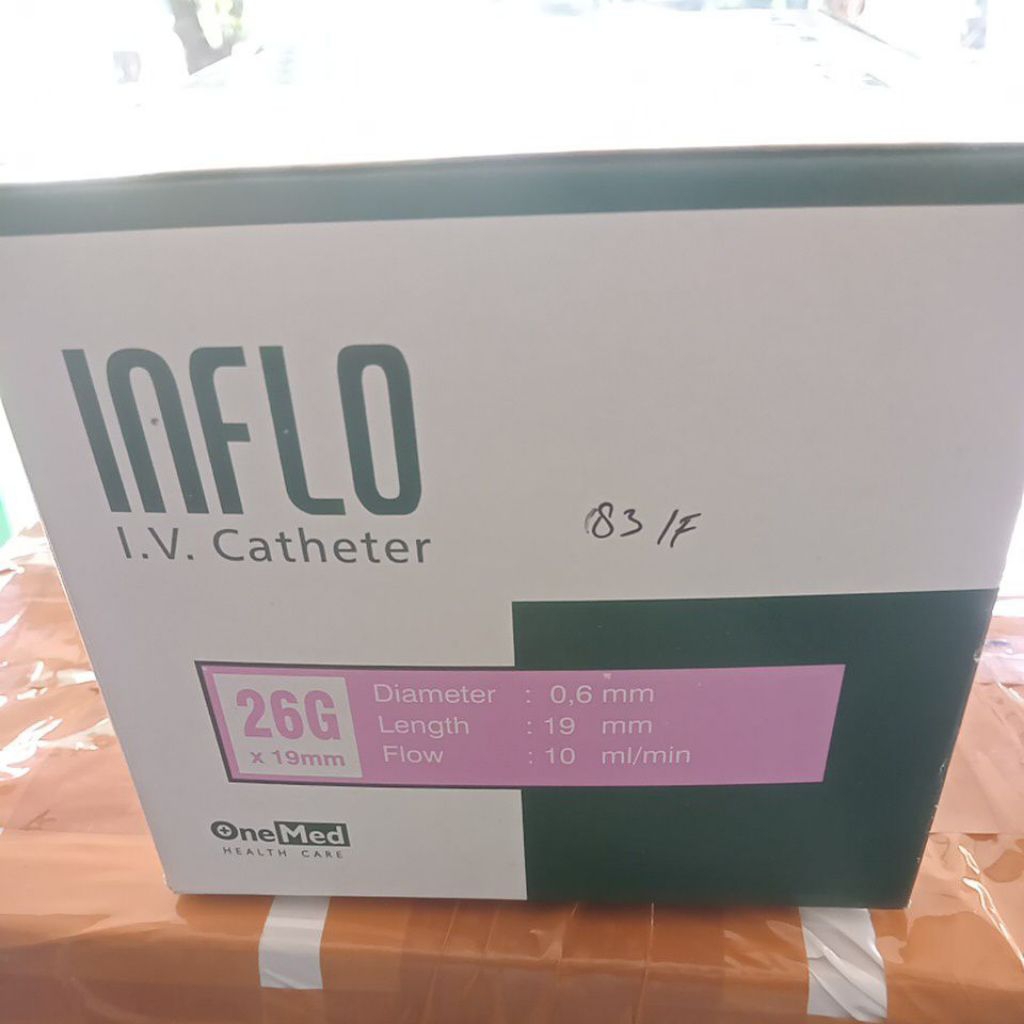 INFLO
I.V. Catheter
83 /F
26G
x 19mm
Diameter : 0,6 mm
Length : 19 mm
Flow : 10 ml/min
OneMed
HEALTH CARE